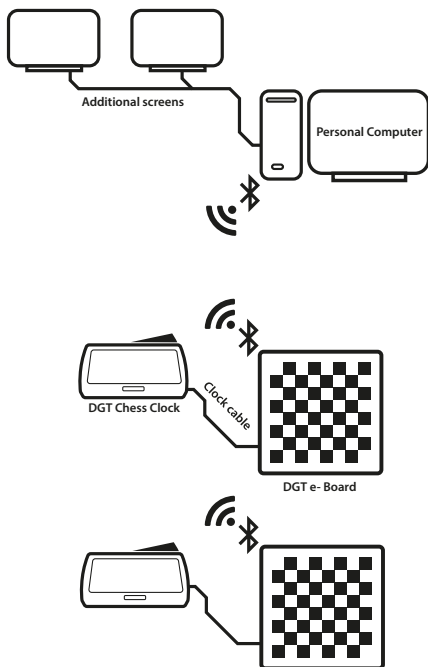 Additional screens
Personal Computer
DGT Chess Clock
Clock cable
DGT e- Board